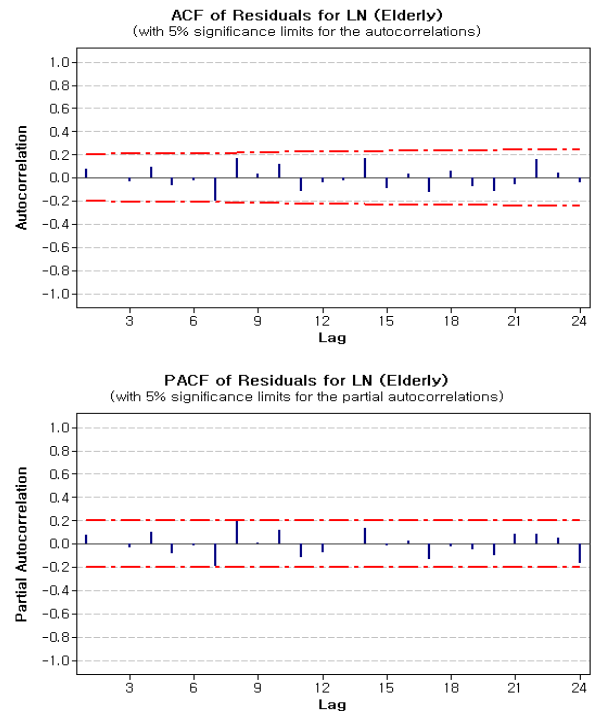 ACF of Residuals for LN (Elderly)
(with 5% significance limits for the autocorrelations)
Autocorrelation
1.0
0.8
0.6
0.4
0.2
0.0
-0.2
-0.4
-0.6
-0.8
-1.0
3 6 9 12 15 18 21 24
Lag
PACF of Residuals for LN (Elderly)
(with 5% significance limits for the partial autocorrelations)
Partial Autocorrelation
1.0
0.8
0.6
0.4
0.2
0.0
-0.2
-0.4
-0.6
-0.8
-1.0
3 6 9 12 15 18 21 24
Lag